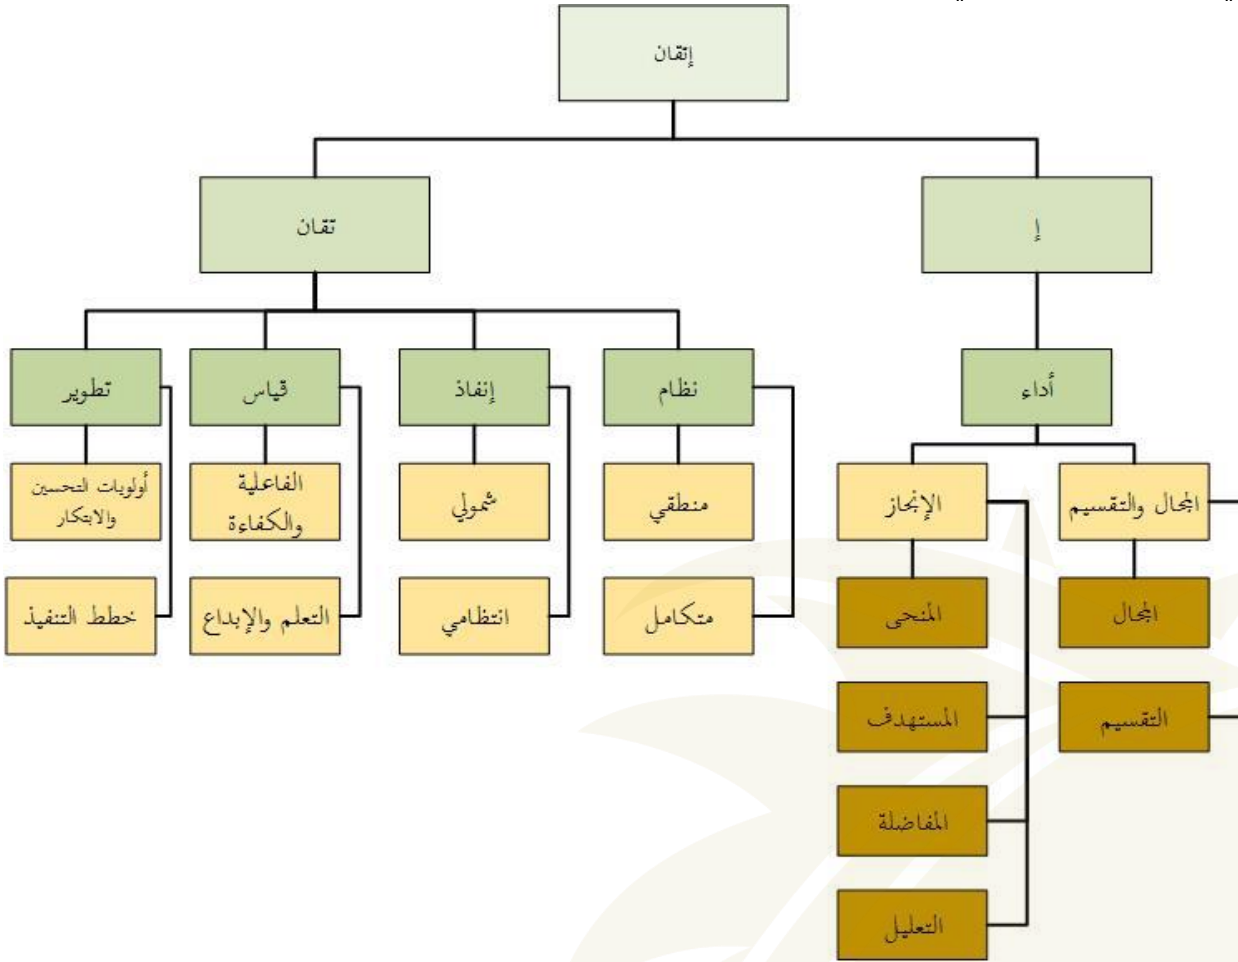 إتقان
إ
تقان
أداء
نظام
إنفاذ
قياس
تطوير
المجال والتقسيم
الإنجاز
منطقي
شمولي
الفاعلية
والكفاءة
أولويات التحسين
والابتكار
المجال
المنحى
متكامل
انتظامي
التعلم والإبداع
خطط التنفيذ
التقسيم
المستهدف
المفاضلة
التعليل